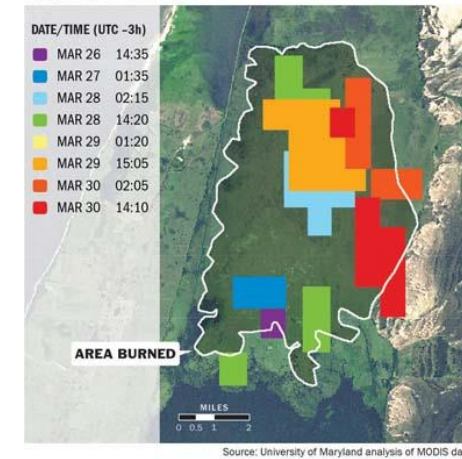 DATE/TIME (UTC –3h)
MAR 26 14:35
MAR 27 01:35
MAR 28 02:15
MAR 28 14:20
MAR 29 01:20
MAR 29 15:05
MAR 30 02:05
MAR 30 14:10
AREA BURNED
MILES
0 0.5 1 2
Source: University of Maryland analysis of MODIS da